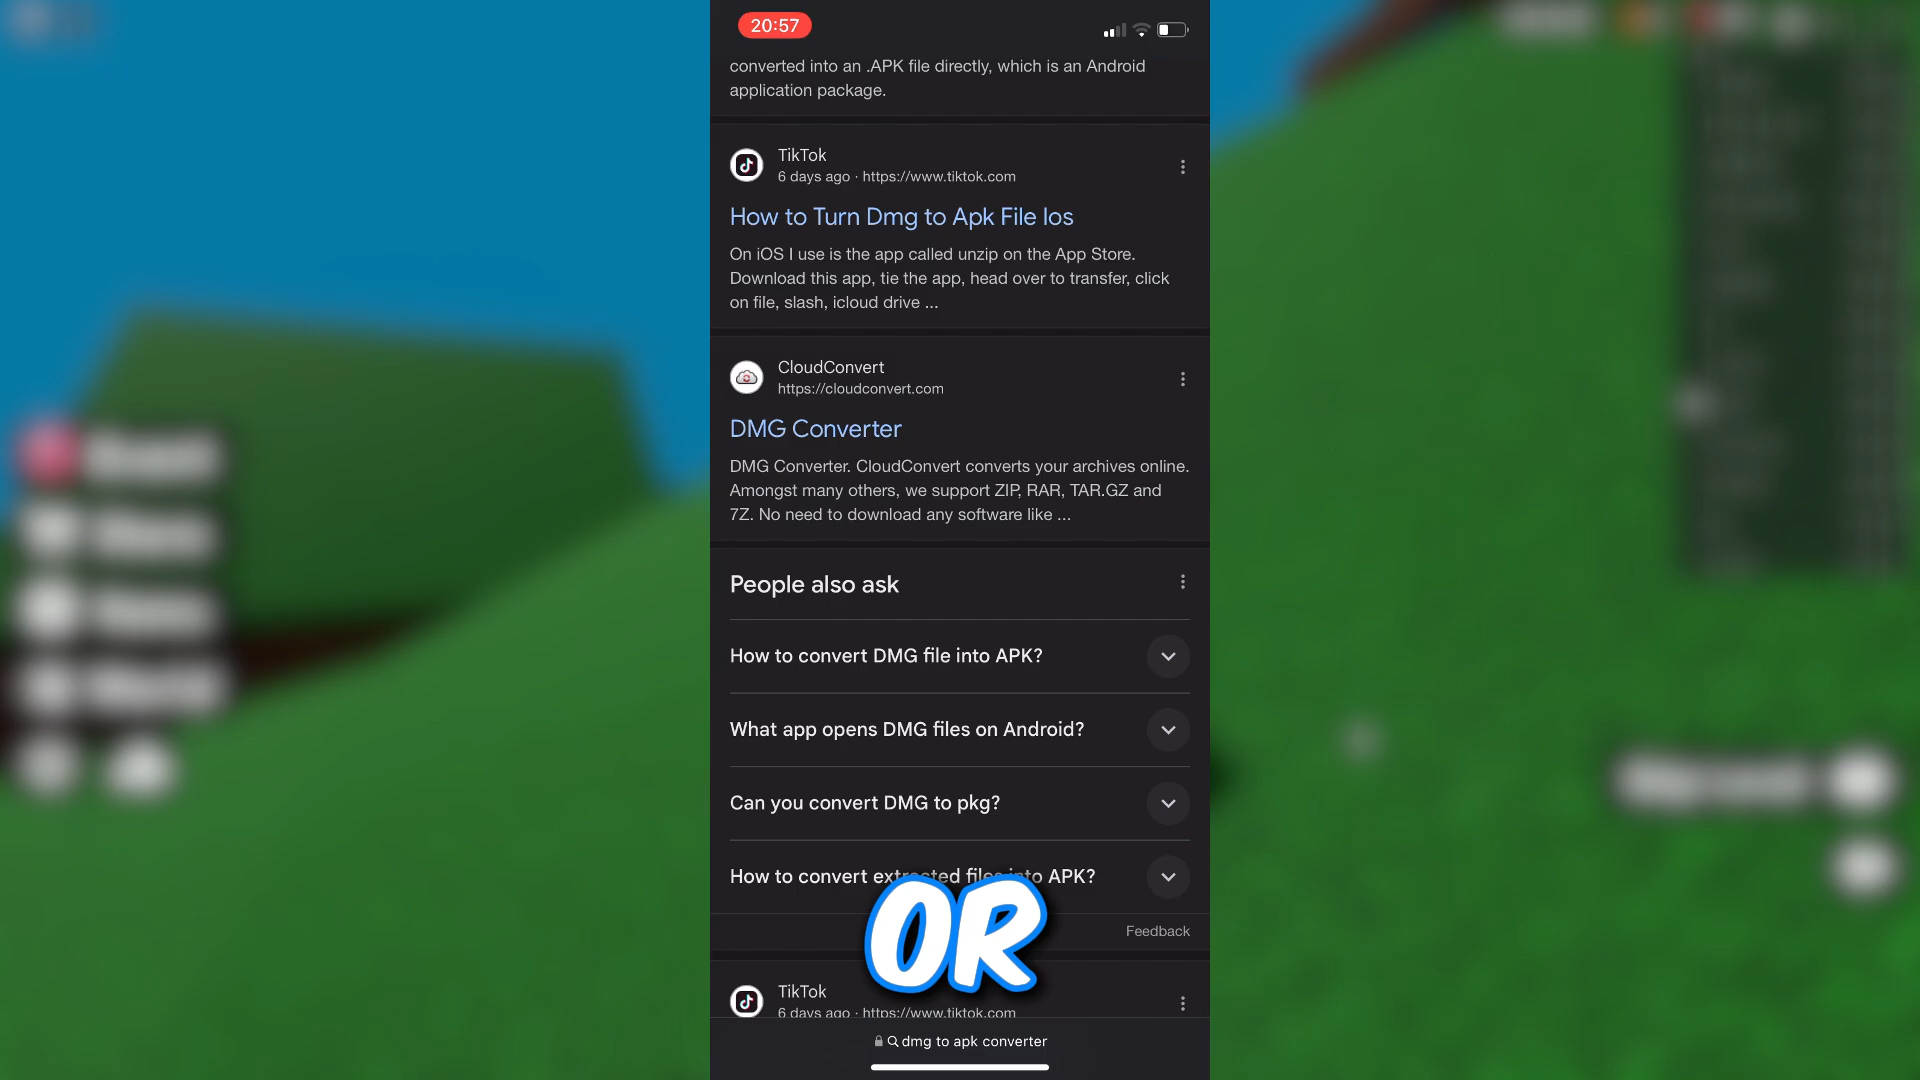 20:57
converted into an .APK file directly, which is an Android
application package.
TikTok
6 days ago · https://www.tiktok.com
How to Turn Dmg to Apk File Ios
On iOS I use is the app called unzip on the App Store.
Download this app, tie the app, head over to transfer, click
on file, slash, icloud drive ...
CloudConvert
https://cloudconvert.com
DMG Converter
DMG Converter. CloudConvert converts your archives online.
Amongst many others, we support ZIP, RAR, TAR.GZ and
7Z. No need to download any software like ...
People also ask
How to convert DMG file into APK?
What app opens DMG files on Android?
Can you convert DMG to pkg?
How to convert extracted files into APK?
OR
Feedback
TikTok
6 days ago · https://www.tiktok.com
dmg to apk converter